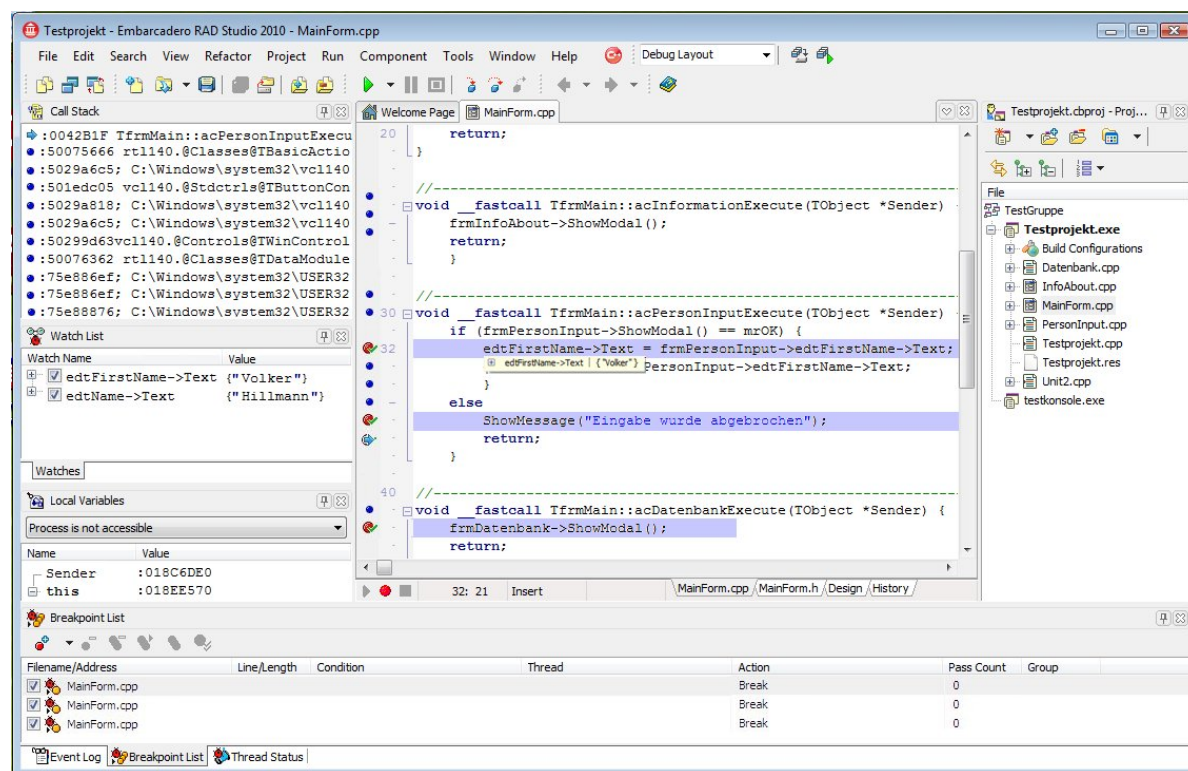 Testprojekt - Embarcadero RAD Studio 2010 - MainForm.cpp
File Edit Search View Refactor Project Run Component Tools Window Help Debug Layout
Call Stack
:0042B1F TfrmMain::acPersonInputExecu
:50075666 rtl140.@Classes@TBasicActio
:5029a6c5; C:\Windows\system32\vcl140
:501edc05 vcl140.@Stdctrls@TButtonCon
:5029a818; C:\Windows\system32\vcl140
:5029a6c5; C:\Windows\system32\vcl140
:50299d63vcl140.@Controls@TWinControl
:50076362 rtl140.@Classes@TDataModule
:75e886ef; C:\Windows\system32\USER32
:75e886ef; C:\Windows\system32\USER32
:75e88876; C:\Windows\system32\USER32
Watch List
Watch Name Value
edtFirstName->Text {"Volker"}
edtName->Text {"Hillmann"}
Watches
Local Variables
Process is not accessible
Name Value
Sender :018C6DE0
this :018EE570
Welcome Page MainForm.cpp
20 return;
}
//------------------------------------------------------------
void __fastcall TfrmMain::acInformationExecute(TObject *Sender)
frmInfoAbout->ShowModal();
return;
}
//------------------------------------------------------------
30 void __fastcall TfrmMain::acPersonInputExecute(TObject *Sender)
if (frmPersonInput->ShowModal() == mrOK) {
32 edtFirstName->Text = frmPersonInput->edtFirstName->Text;
edtFirstName->Text | {"Volker"} PersonInput->edtFirstName->Text;
}
else
ShowMessage("Eingabe wurde abgebrochen");
return;
}
40 //------------------------------------------------------------
void __fastcall TfrmMain::acDatenbankExecute(TObject *Sender) {
frmDatenbank->ShowModal();
return;
32: 21 Insert MainForm.cpp MainForm.h Design History
Testprojekt.cbproj - Proj...
File
TestGruppe
Testprojekt.exe
Build Configurations
Datenbank.cpp
InfoAbout.cpp
MainForm.cpp
PersonInput.cpp
Testprojekt.cpp
Testprojekt.res
Unit2.cpp
testkonsole.exe
Breakpoint List
Filename/Address Line/Length Condition Thread Action Pass Count Group
MainForm.cpp Break 0
MainForm.cpp Break 0
MainForm.cpp Break 0
Event Log Breakpoint List Thread Status